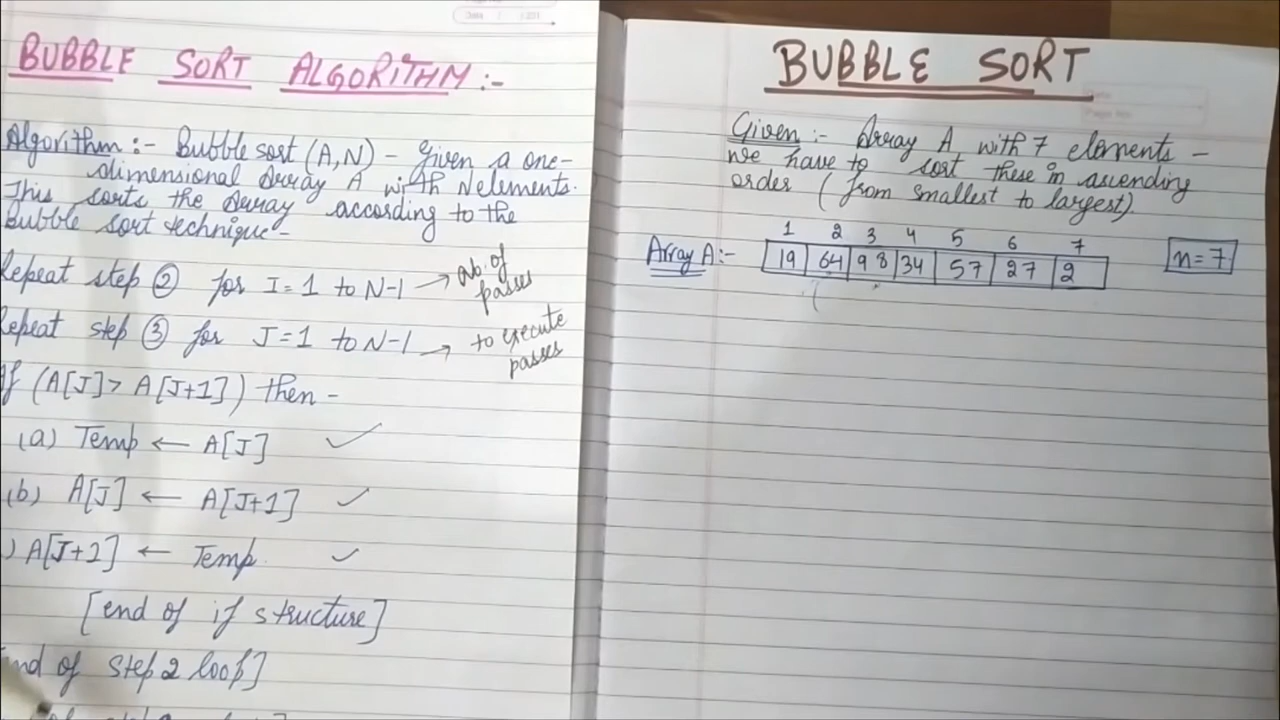 BUBBLE SORT ALGORITHM:-
Algorithm:- Bubble sort (A,N) - Given a one-
dimensional Array A with N elements.
This sorts the Array according to the
Bubble sort technique-
Repeat step ② for I=1 to N-1 → no. of
passes
Repeat step ③ for J=1 to N-1 → to execute
passes
If (A[J]> A[J+1]) then -
(a) Temp ← A[J] ✓
(b) A[J] ← A[J+1] ✓
) A[J+1] ← Temp ✓
[end of if structure]
end of step 2 loop]
BUBBLE SORT
Given:- Array A with 7 elements -
we have to sort these in ascending
order (from smallest to largest).
1 2 3 4 5 6 7
Array A:- 19 64 98 34 57 27 2 n=7